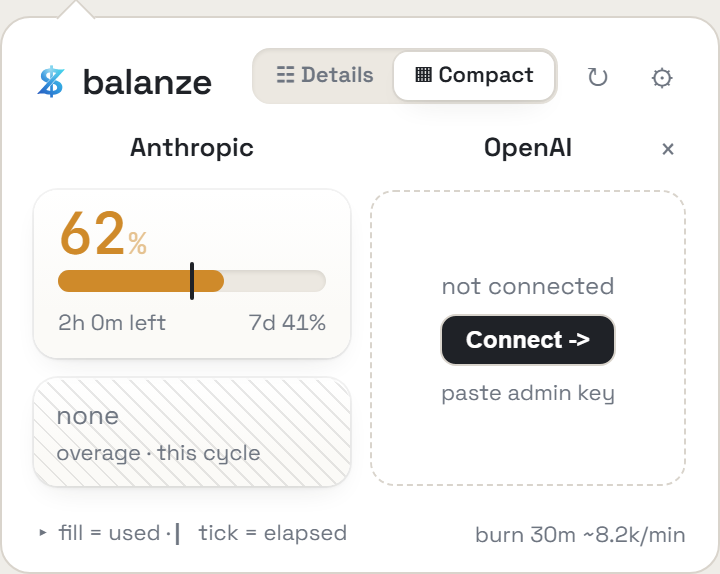 balanze
Details
Compact
Anthropic
OpenAI
×
62%
2h 0m left
7d 41%
none
overage · this cycle
not connected
Connect ->
paste admin key
fill = used · | tick = elapsed
burn 30m ~8.2k/min